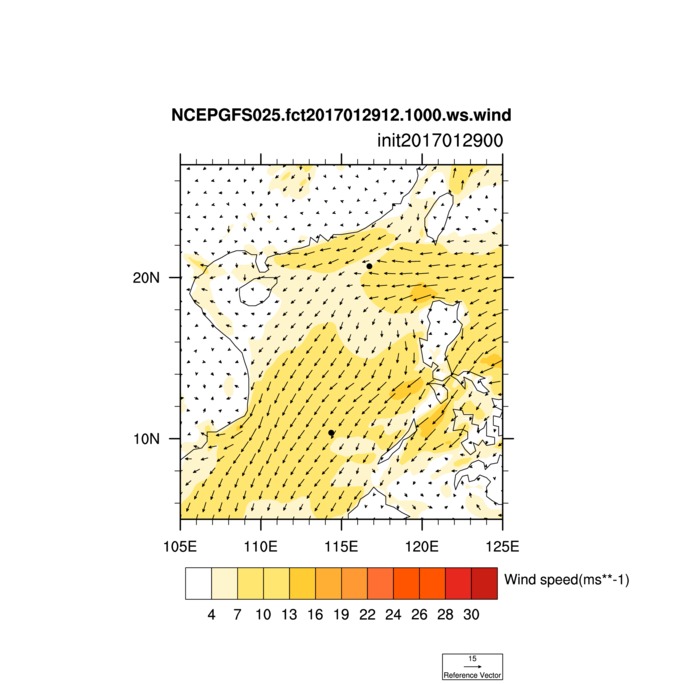 NCEPGFS025.fct2017012912.1000.ws.wind
init2017012900
20N
10N
105E 110E 115E 120E 125E
4 7 10 13 16 19 22 24 26 28 30
Wind speed(ms**-1)
15
Reference Vector